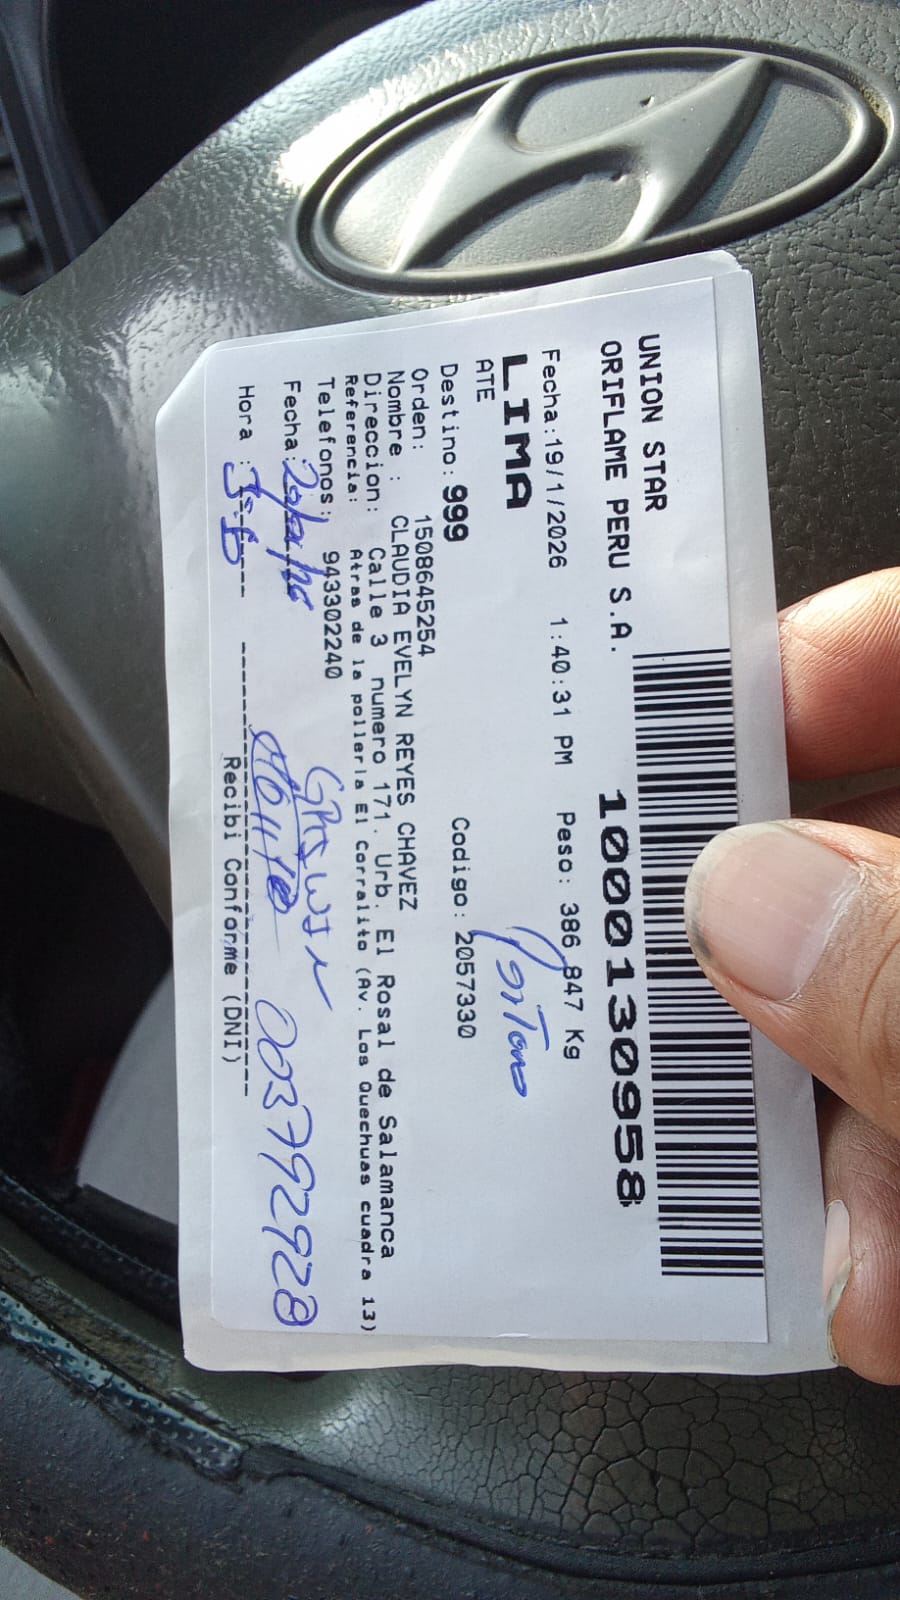 UNION STAR
ORIFLAME PERU S.A.
10001130958
Fecha:19/1/2026 1:40:31 PM Peso: 386.847 Kg
LIMA
Porton
ATE
Destino: 999 Codigo: 2057330
Orden: 1508645254
Nombre : CLAUDIA EVELYN REYES CHAVEZ
Direccion: Calle 3 numero 171. Urb. El Rosal de Salamanca
Referencia: Atras de la polleria El Corralito (Av. Los Quechuas cuadra 13)
Telefonos: 943302240
Fecha:
Hora :
003792928
Recibi Conforme (DNI)